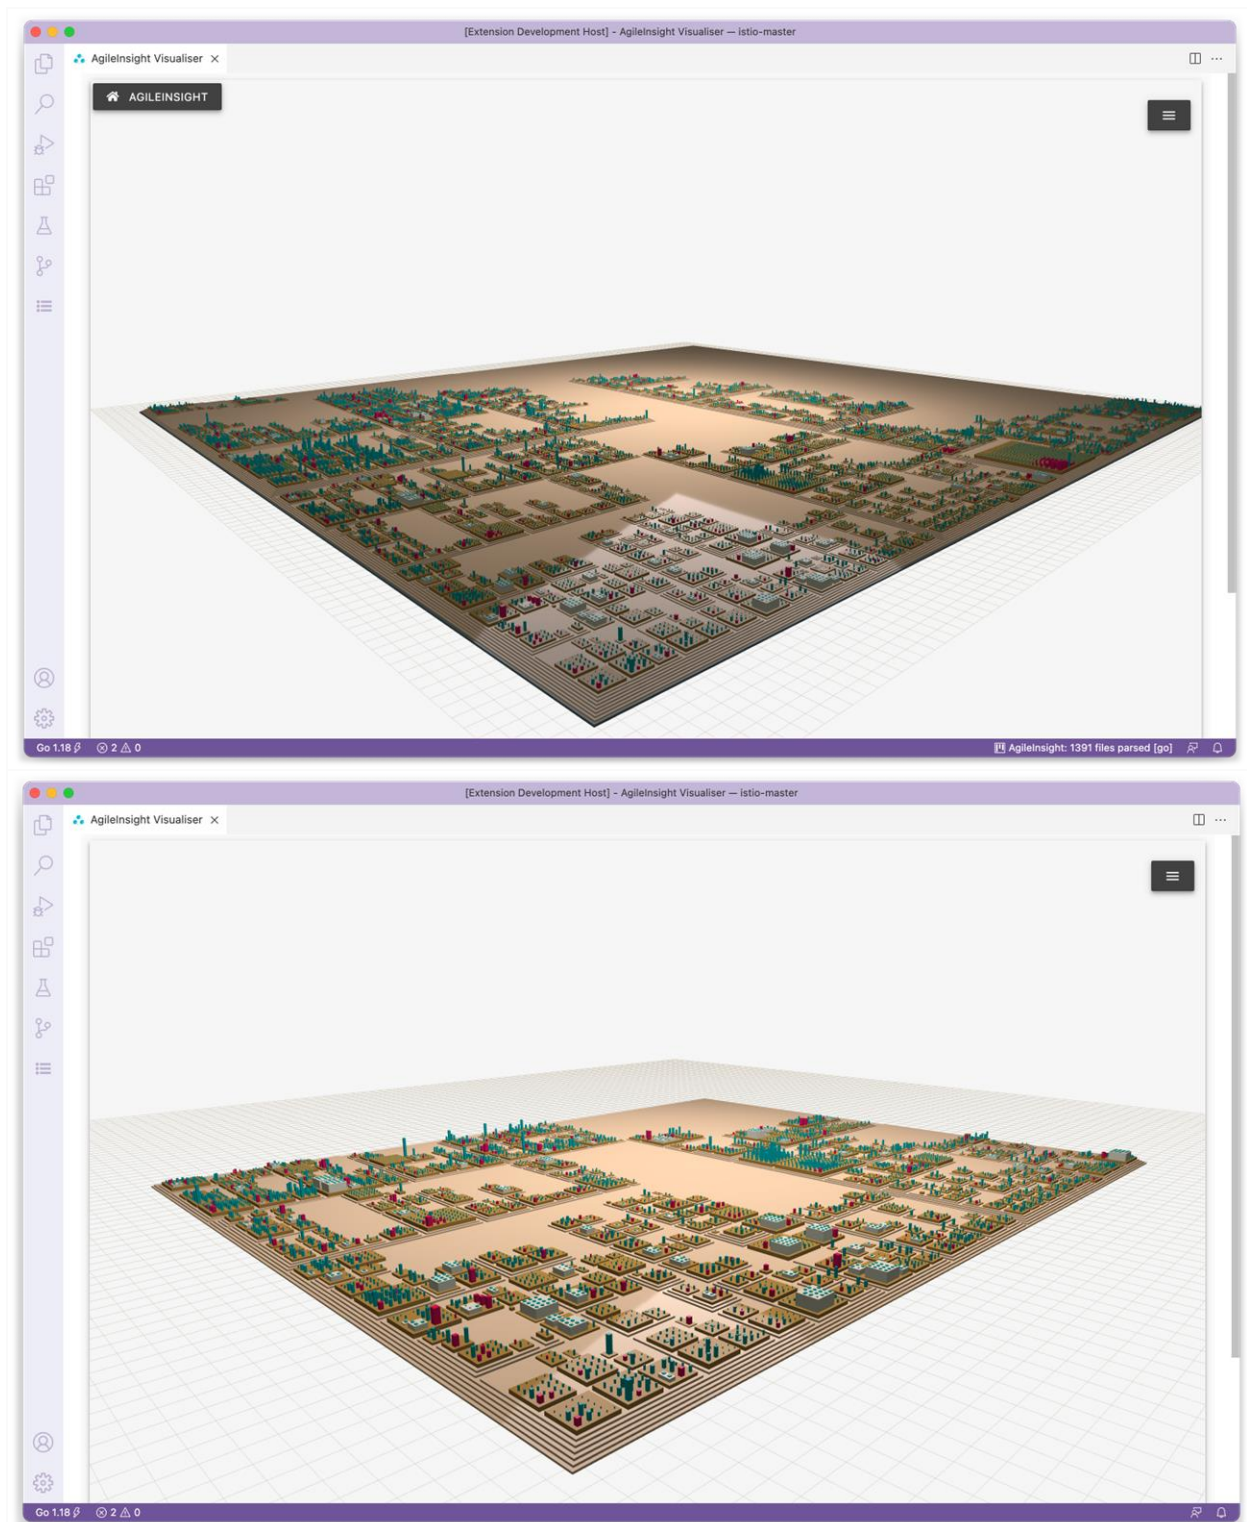 [Extension Development Host] - AgileInsight Visualiser — istio-master
AgileInsight Visualiser
AGILEINSIGHT
Go 1.18 2 0 AgileInsight: 1391 files parsed [go]
[Extension Development Host] - AgileInsight Visualiser — istio-master
AgileInsight Visualiser
Go 1.18 2 0